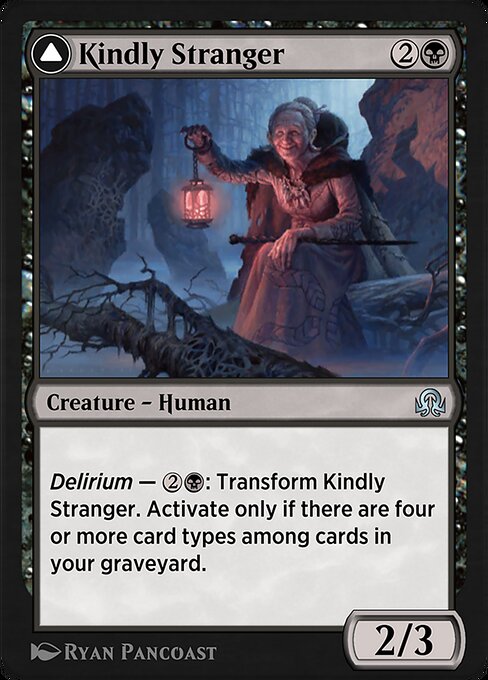 Kindly Stranger 2
Creature – Human
Delirium — 2: Transform Kindly
Stranger. Activate only if there are four
or more card types among cards in
your graveyard.
2/3
Ryan Pancoast